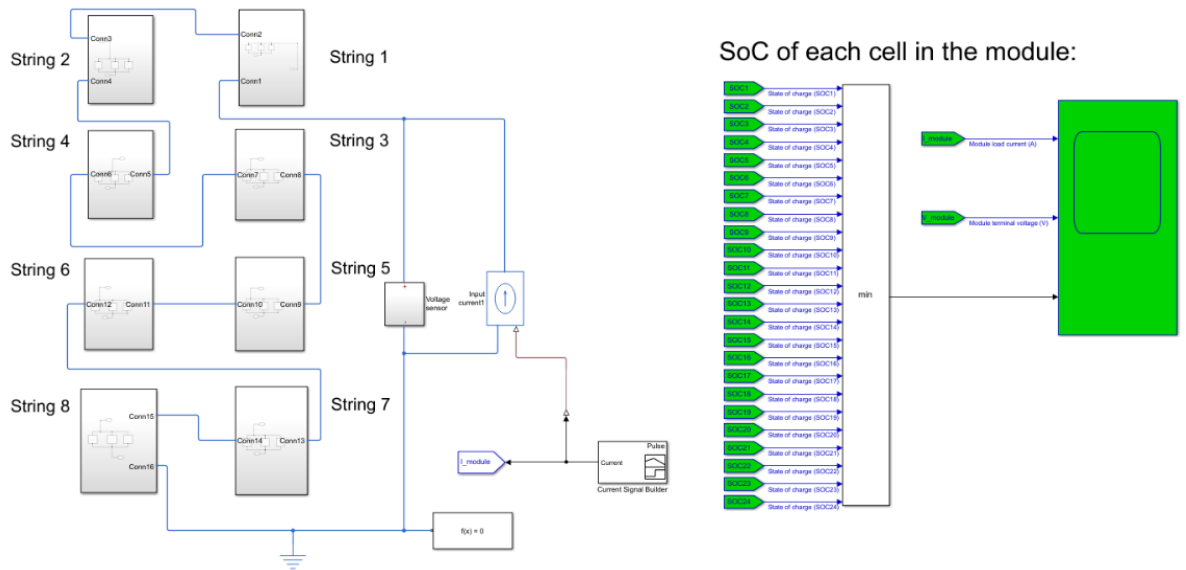 SoC of each cell in the module:
String 2
Conn3
Conn4
Conn2
Conn1
String 1
String 4
Conn6
Conn5
Conn7
Conn8
String 3
String 6
Conn12
Conn11
Conn10
Conn9
String 5
String 8
Conn15
Conn16
Conn14
Conn13
String 7
Voltage
sensor
Input
current1
I_module
Pulse
Current
Current Signal Builder
f(x) = 0
SOC1
State of charge (SOC1)
SOC2
State of charge (SOC2)
SOC3
State of charge (SOC3)
SOC4
State of charge (SOC4)
SOC5
State of charge (SOC5)
SOC6
State of charge (SOC6)
SOC7
State of charge (SOC7)
SOC8
State of charge (SOC8)
SOC9
State of charge (SOC9)
SOC10
State of charge (SOC10)
SOC11
State of charge (SOC11)
SOC12
State of charge (SOC12)
SOC13
State of charge (SOC13)
SOC14
State of charge (SOC14)
SOC15
State of charge (SOC15)
SOC16
State of charge (SOC16)
SOC17
State of charge (SOC17)
SOC18
State of charge (SOC18)
SOC19
State of charge (SOC19)
SOC20
State of charge (SOC20)
SOC21
State of charge (SOC21)
SOC22
State of charge (SOC22)
SOC23
State of charge (SOC23)
SOC24
State of charge (SOC24)
min
I_module
Module load current (A)
V_module
Module terminal voltage (V)